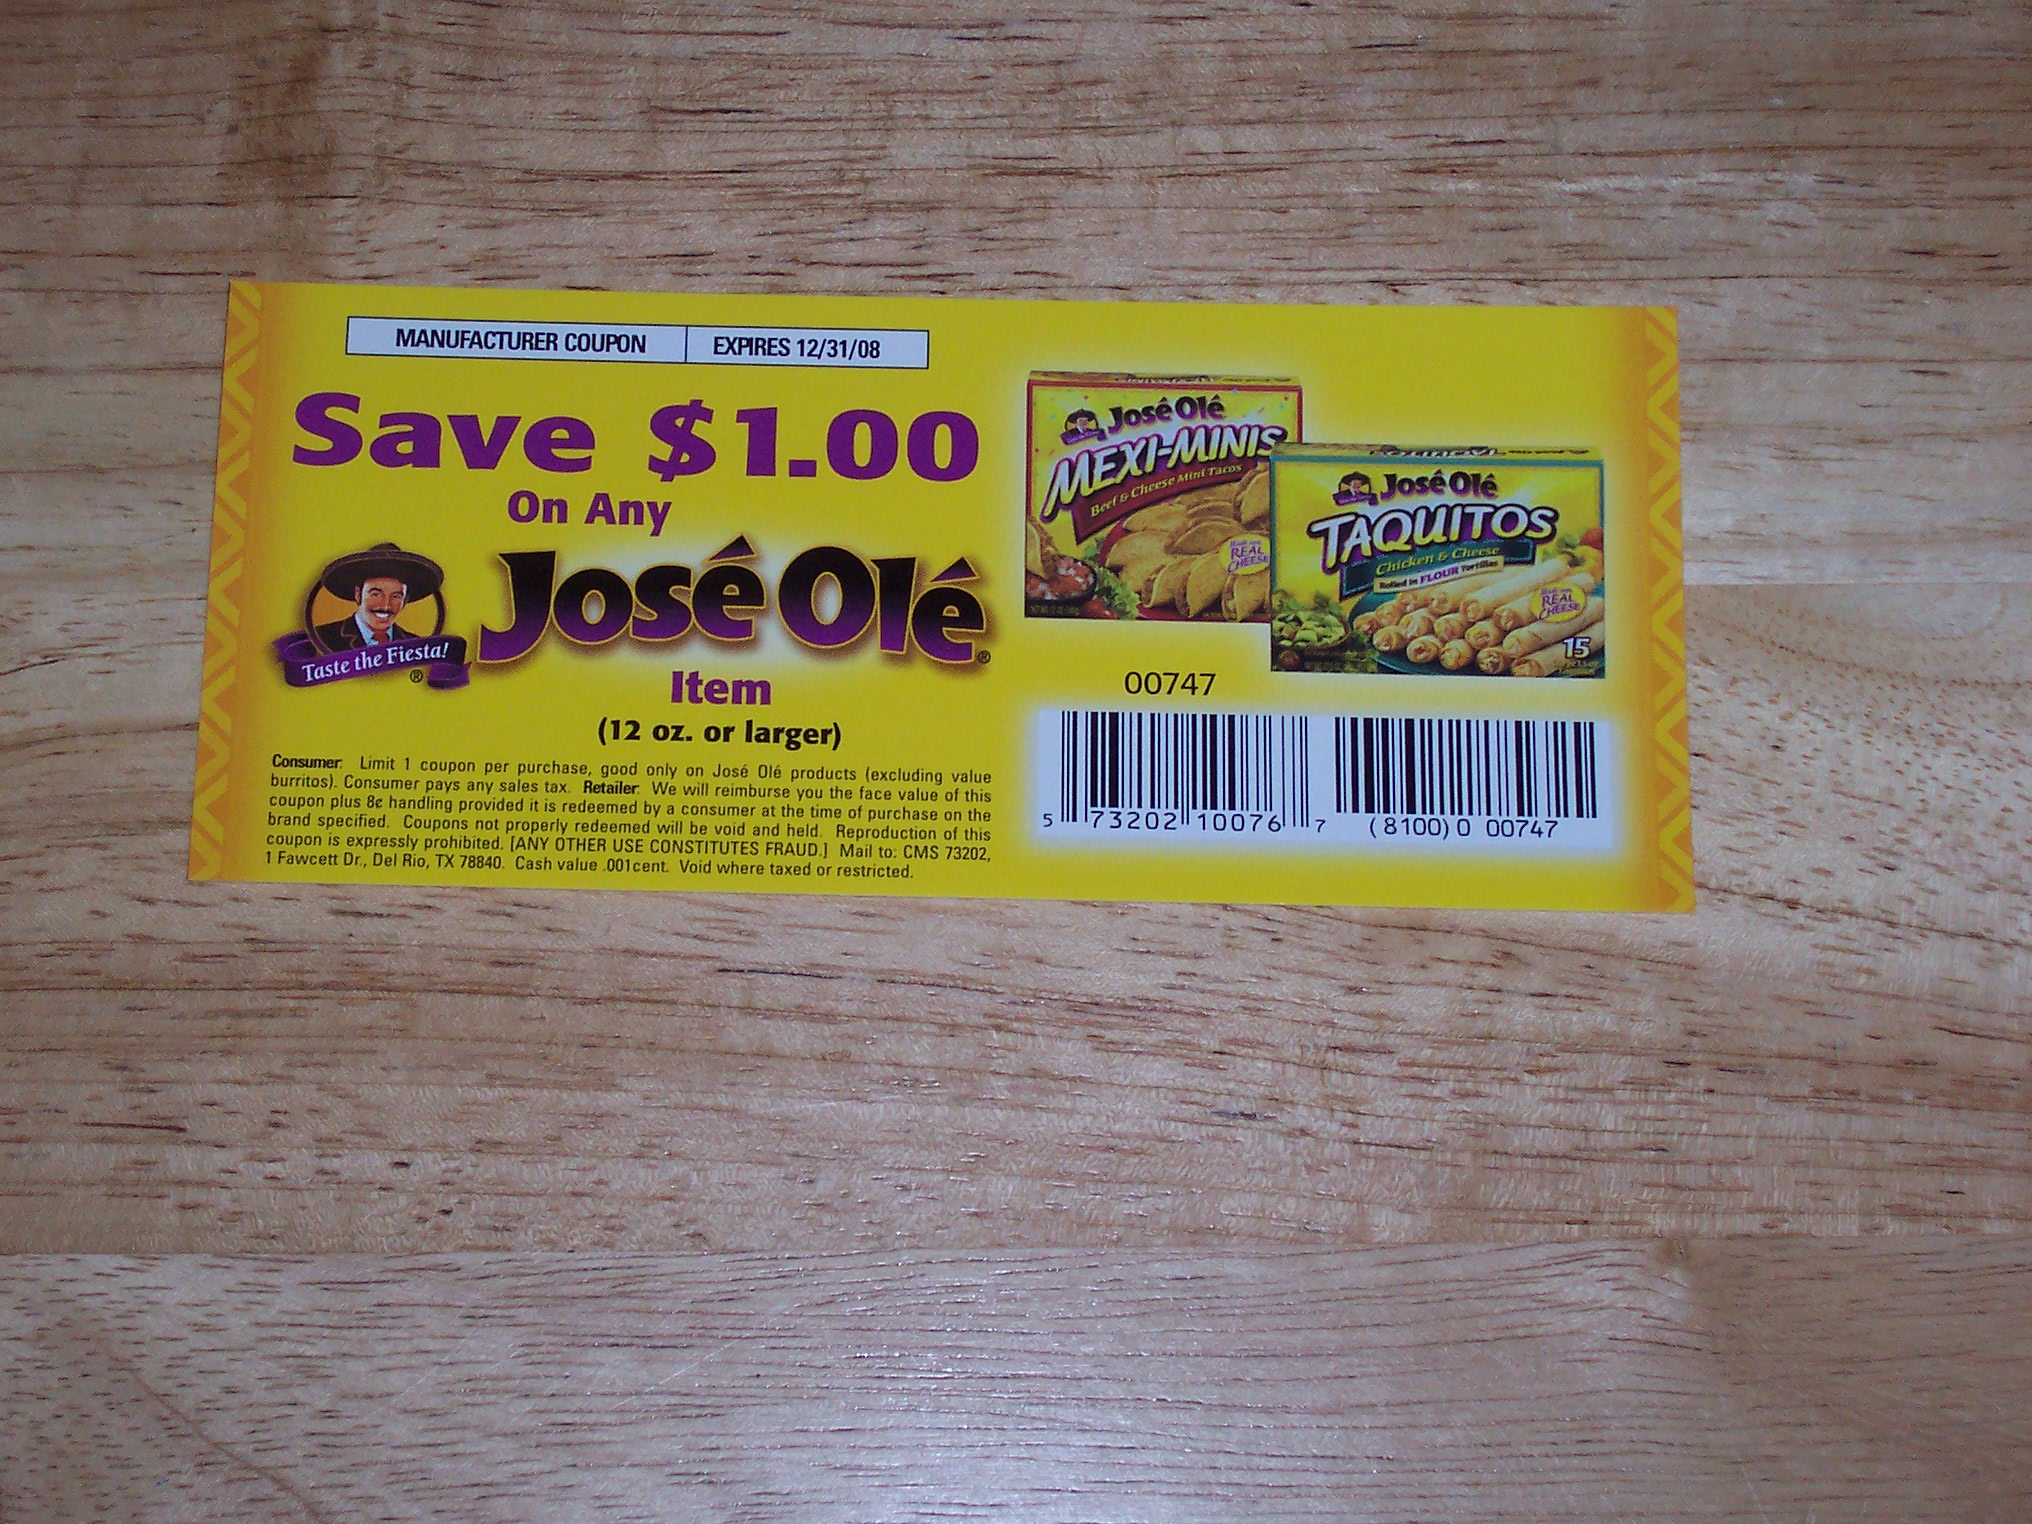 MANUFACTURER COUPON EXPIRES 12/31/08
Save $1.00
On Any
José Olé®
Taste the Fiesta!®
Item
(12 oz. or larger)
Consumer: Limit 1 coupon per purchase, good only on José Olé products (excluding value
burritos). Consumer pays any sales tax. Retailer: We will reimburse you the face value of this
coupon plus 8¢ handling provided it is redeemed by a consumer at the time of purchase on the
brand specified. Coupons not properly redeemed will be void and held. Reproduction of this
coupon is expressly prohibited. [ANY OTHER USE CONSTITUTES FRAUD.] Mail to: CMS 73202,
1 Fawcett Dr., Del Rio, TX 78840. Cash value .001cent. Void where taxed or restricted.
José Olé
MEXI-MINIS
Beef & Cheese Mini Tacos
REAL
CHEESE
José Olé
TAQUITOS
Chicken & Cheese
Rolled in FLOUR Tortillas
REAL
CHEESE
15
00747
5 73202 10076 7 (8100) 0 00747